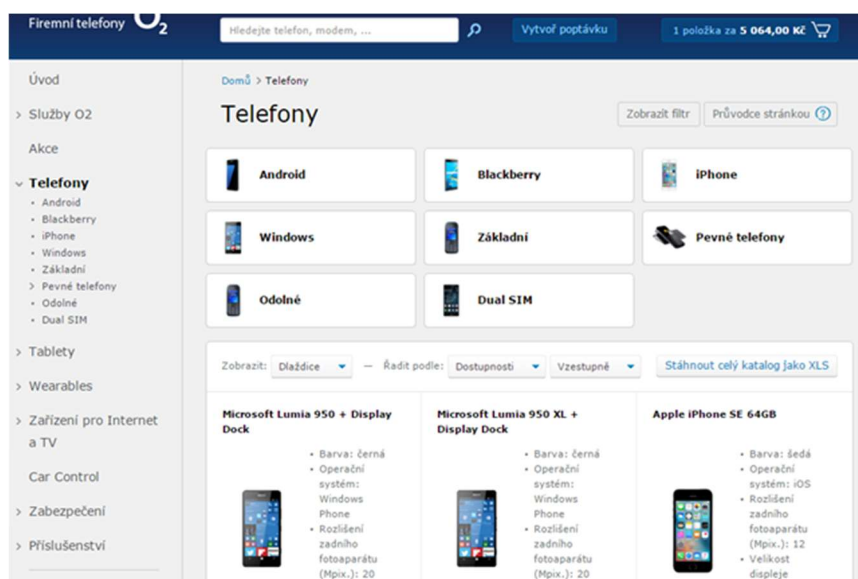 Firemní telefony O2
Hledejte telefon, modem, ...
Vytvoř poptávku
1 položka za 5 064,00 Kč
Úvod
> Služby O2
Akce
Telefony
• Android
• Blackberry
• iPhone
• Windows
• Základní
> Pevné telefony
• Odolné
• Dual SIM
> Tablety
> Wearables
> Zařízení pro Internet
a TV
Car Control
> Zabezpečení
> Příslušenství
Domů > Telefony
Telefony
Zobrazit filtr
Průvodce stránkou ?
Android
Blackberry
iPhone
Windows
Základní
Pevné telefony
Odolné
Dual SIM
Zobrazit: Dlaždice — Řadit podle: Dostupnosti Vzestupně
Stáhnout celý katalog jako XLS
Microsoft Lumia 950 + Display
Dock
• Barva: černá
• Operační
systém:
Windows
Phone
• Rozlišení
zadního
fotoaparátu
(Mpix.): 20
Microsoft Lumia 950 XL +
Display Dock
• Barva: černá
• Operační
systém:
Windows
Phone
• Rozlišení
zadního
fotoaparátu
(Mpix.): 20
Apple iPhone SE 64GB
• Barva: šedá
• Operační
systém: iOS
• Rozlišení
zadního
fotoaparátu
(Mpix.): 12
• Velikost
displeje